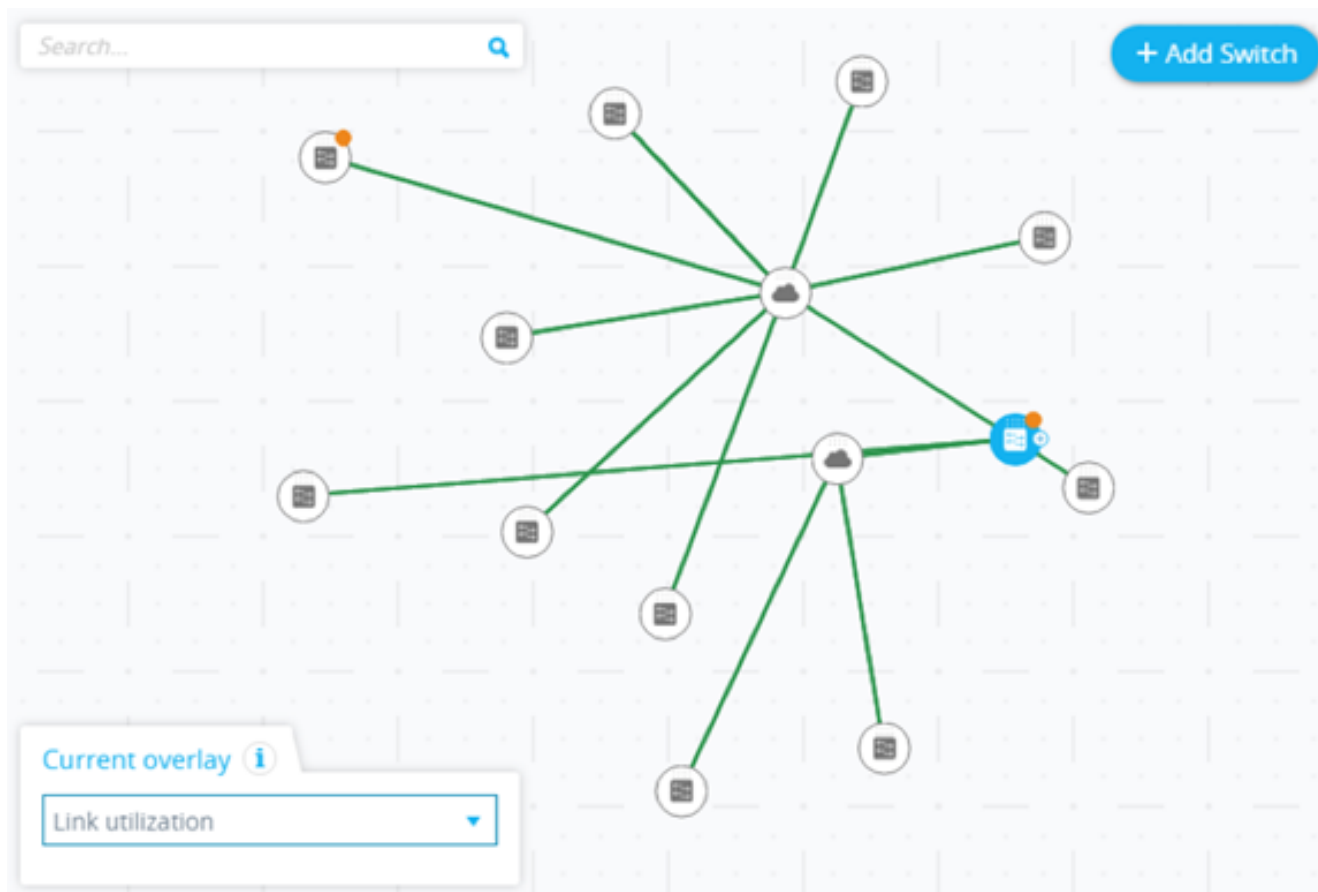 Search...
+ Add Switch
Current overlay i
Link utilization